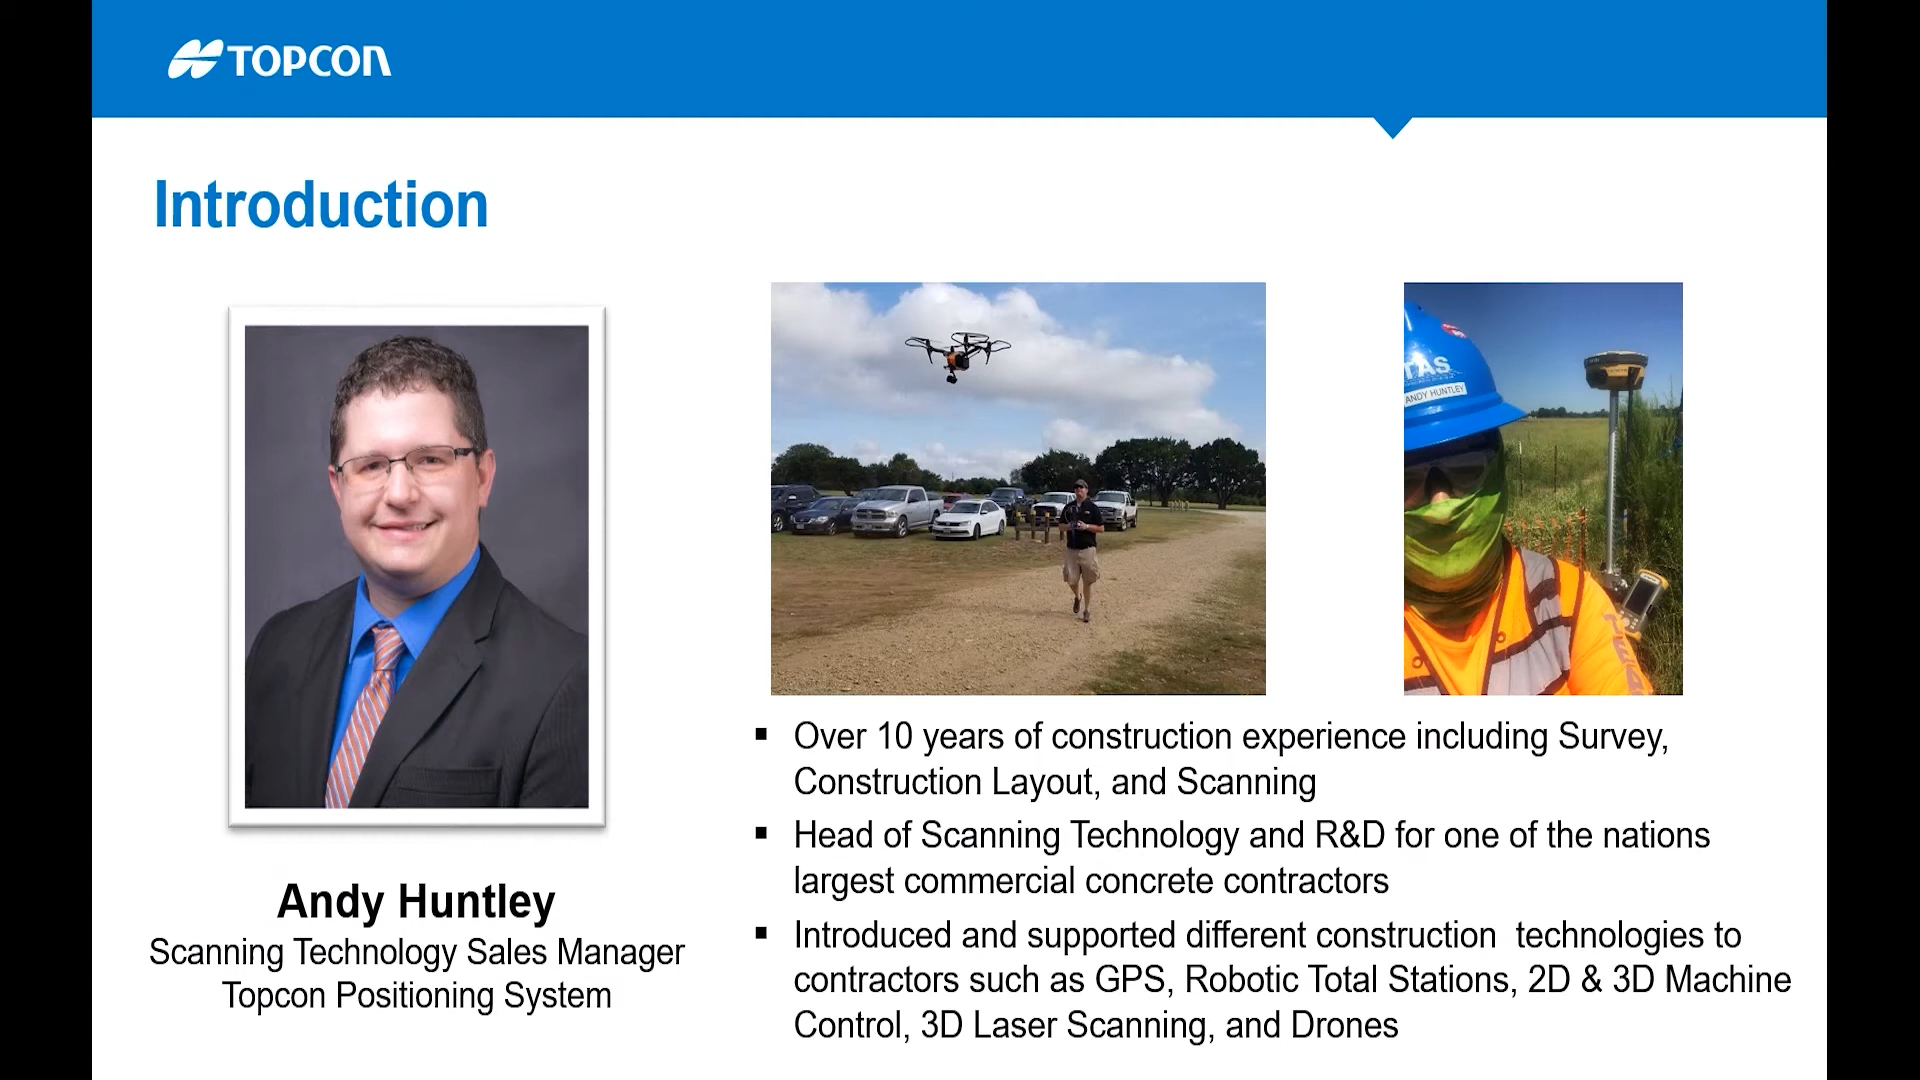 TOPCON
Introduction
TAS
ANDY HUNTLEY
Andy Huntley
Scanning Technology Sales Manager
Topcon Positioning System
▪ Over 10 years of construction experience including Survey,
Construction Layout, and Scanning
▪ Head of Scanning Technology and R&D for one of the nations
largest commercial concrete contractors
▪ Introduced and supported different construction  technologies to
contractors such as GPS, Robotic Total Stations, 2D & 3D Machine
Control, 3D Laser Scanning, and Drones